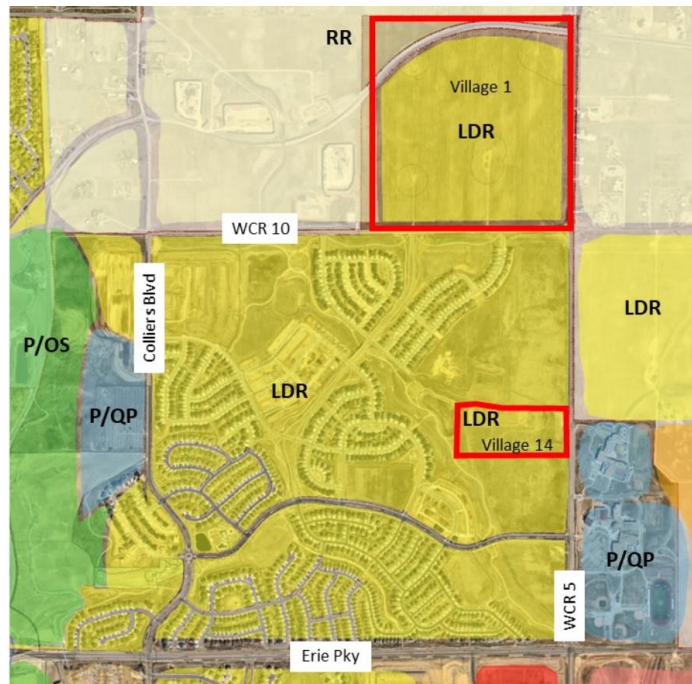 RR
Village 1
LDR
WCR 10
Colliers Blvd
LDR
P/OS
LDR
P/QP
LDR
Village 14
P/QP
WCR 5
Erie Pky